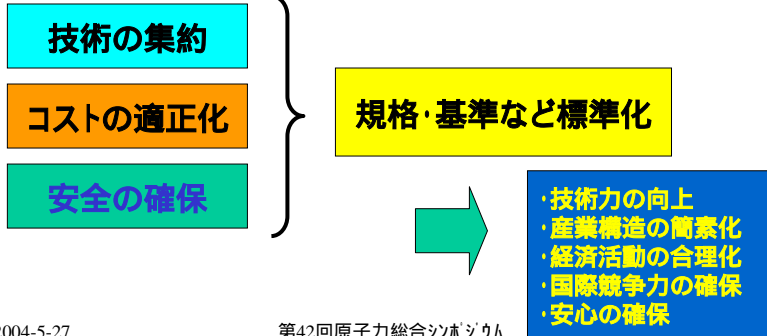 技術の集約
コストの適正化
安全の確保
規格･基準など標準化
･技術力の向上
･産業構造の簡素化
･経済活動の合理化
･国際競争力の確保
･安心の確保
2004-5-27
第42回原子力総合ｼﾝﾎﾟｼﾞｳﾑ